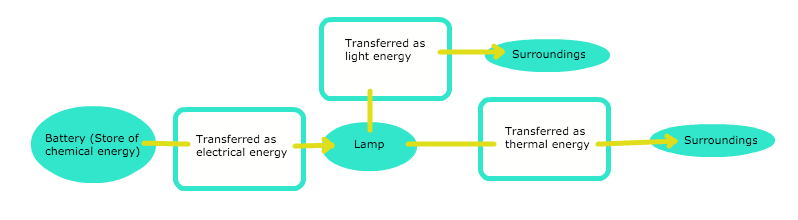 Transferred as
light energy
Surroundings
Battery (Store of
chemical energy)
Transferred as
electrical energy
Lamp
Transferred as
thermal energy
Surroundings